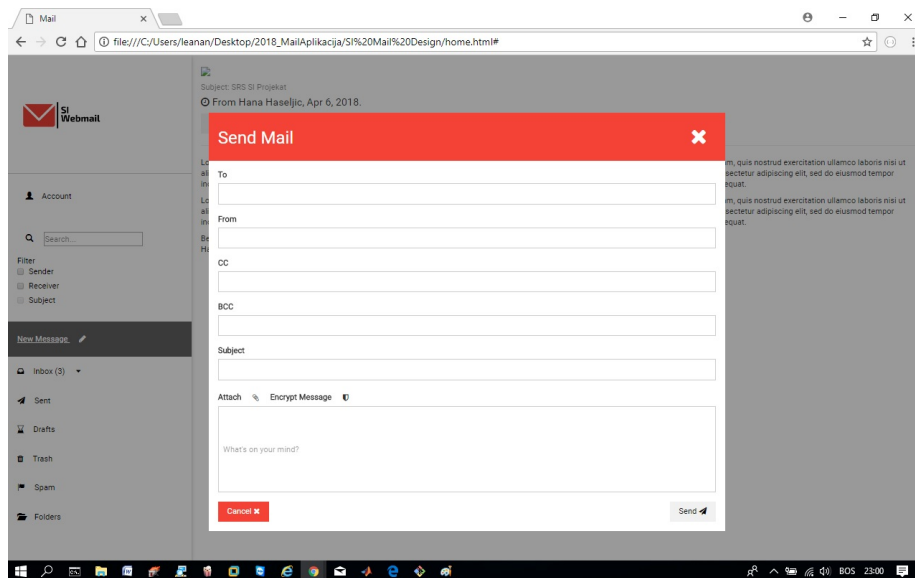 Mail
file:///C:/Users/leanan/Desktop/2018_MailAplikacija/SI%20Mail%20Design/home.html#
SI
Webmail
Account
Search...
Filter
Sender
Receiver
Subject
New Message
Inbox (3)
Sent
Drafts
Trash
Spam
Folders
Subject: SRS SI Projekat
From Hana Haseljic, Apr 6, 2018.
Send Mail
To
From
CC
BCC
Subject
Attach Encrypt Message
What's on your mind?
Cancel
Send
quis nostrud exercitation ullamco laboris nisi ut
adipiscing elit, sed do eiusmod tempor
quis nostrud exercitation ullamco laboris nisi ut
adipiscing elit, sed do eiusmod tempor
BOS 23:00